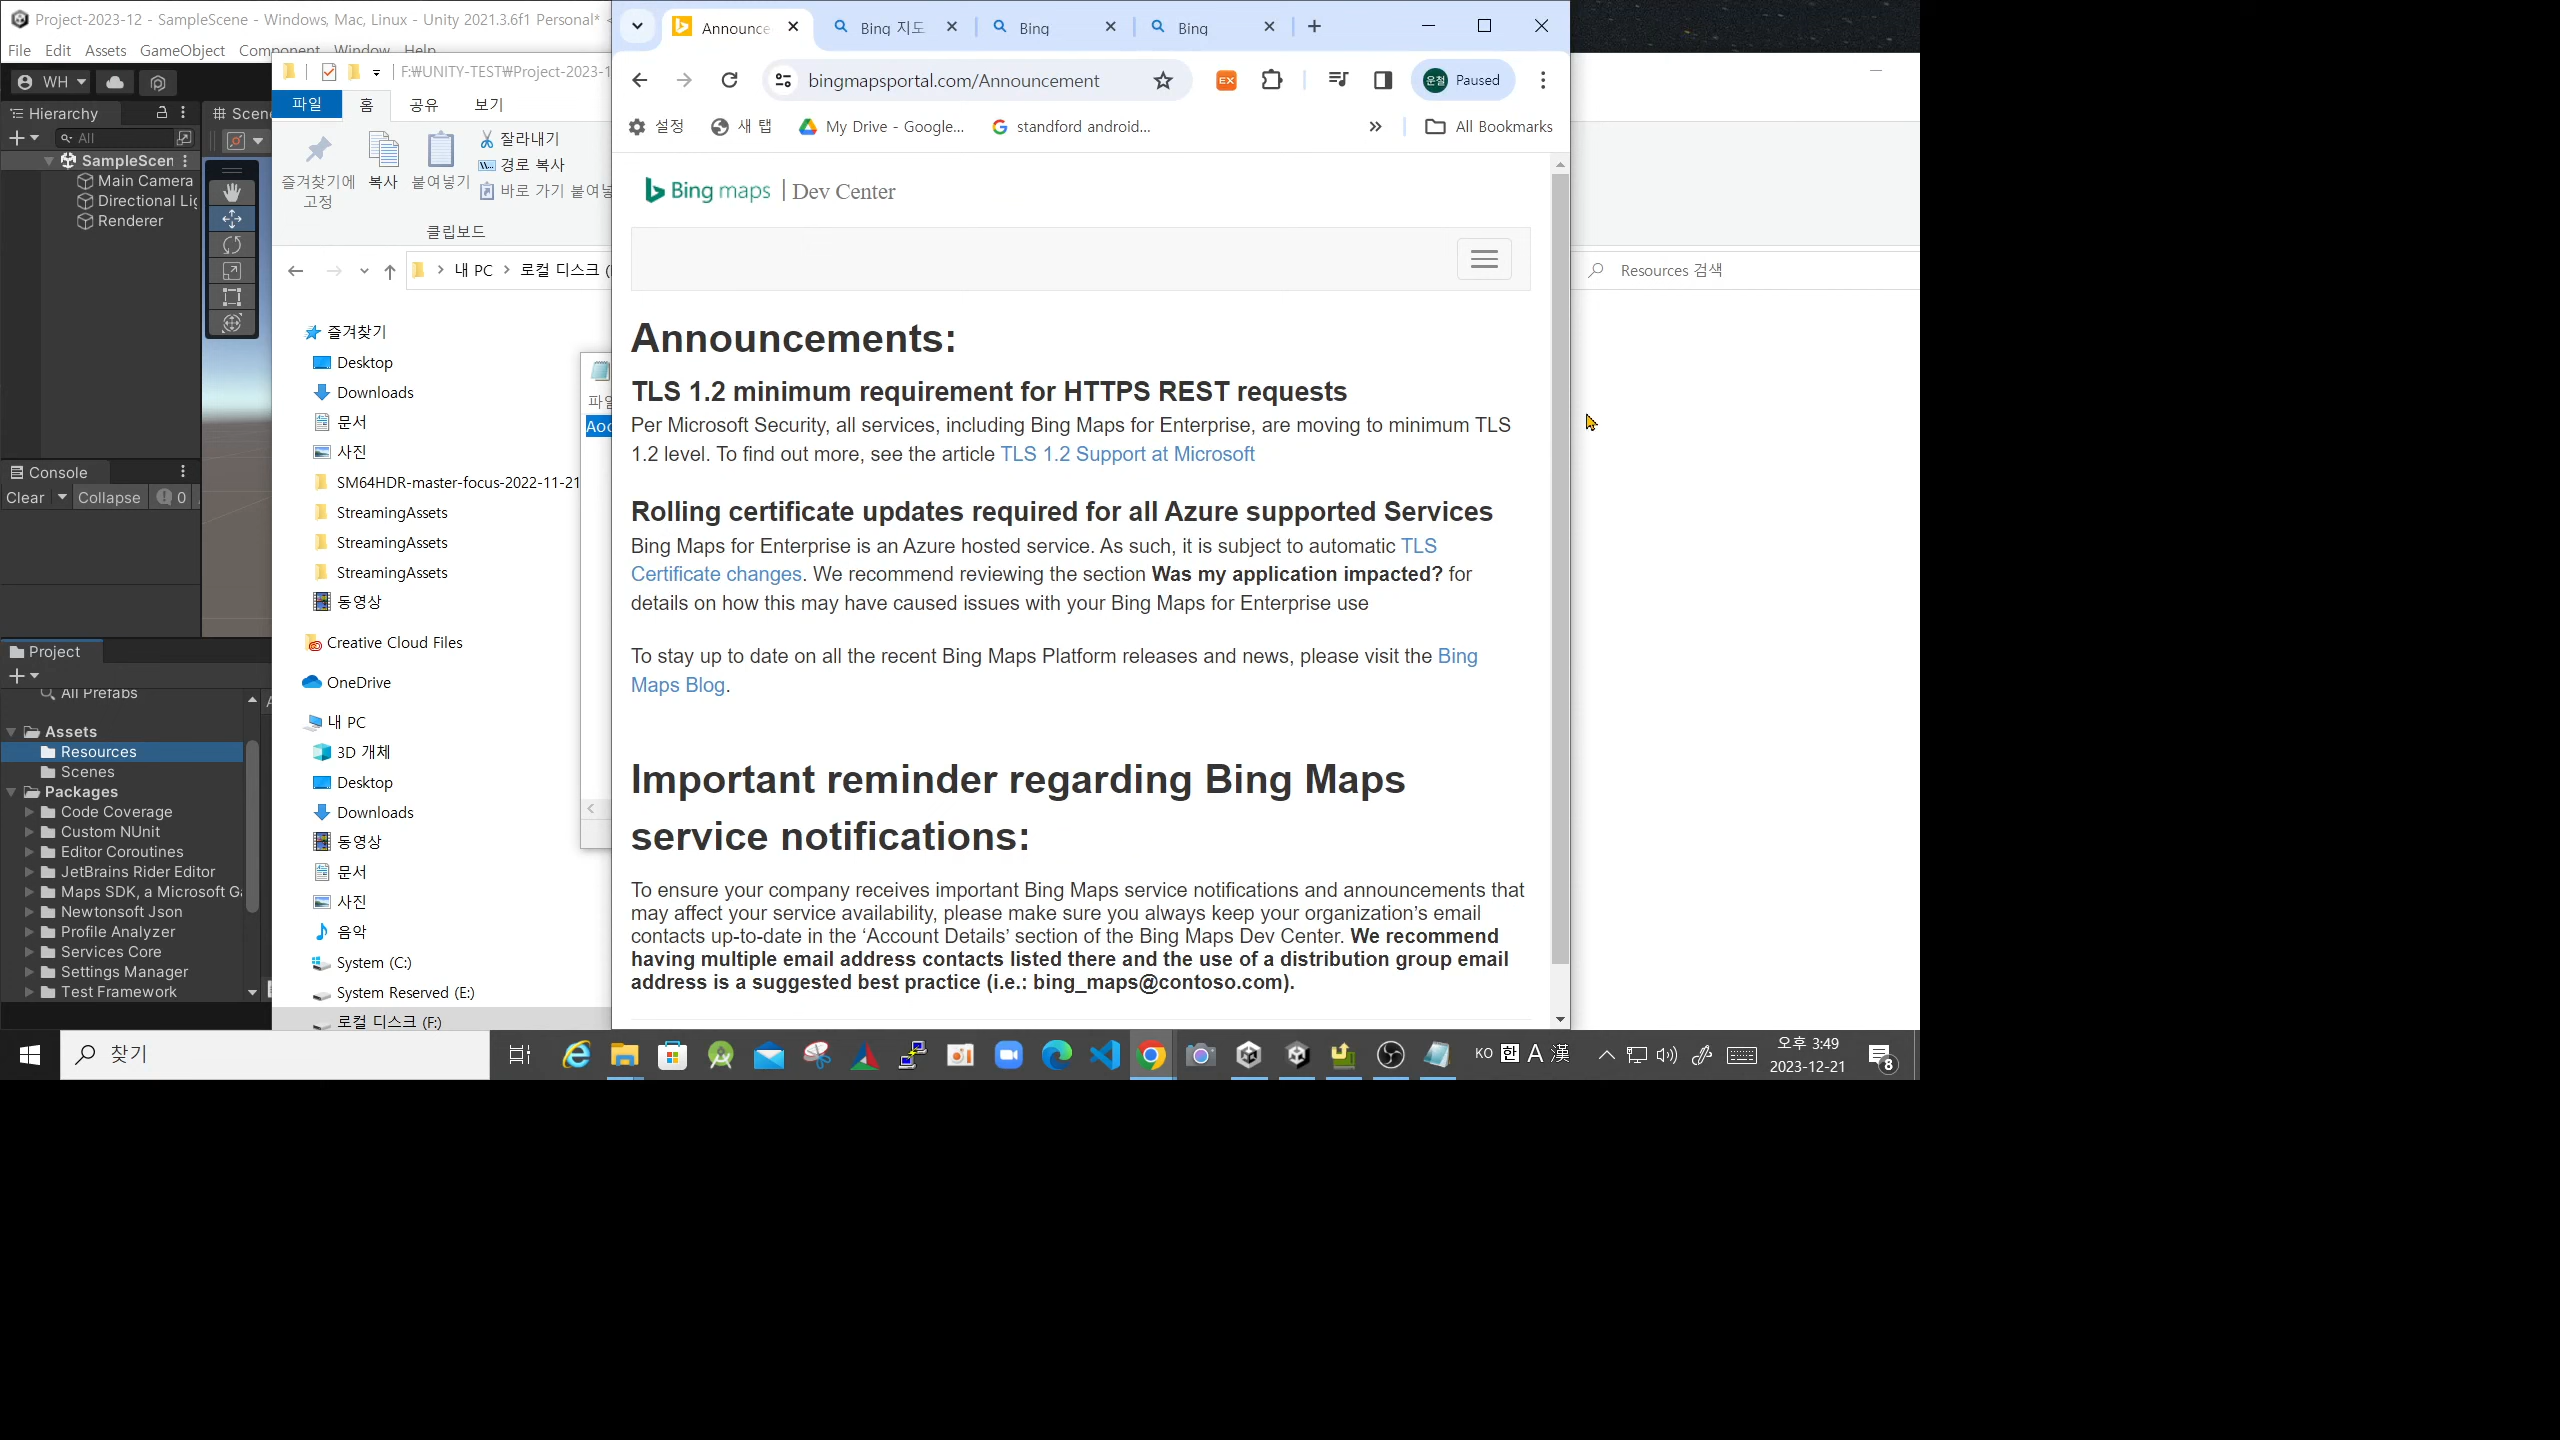 Project-2023-12 - SampleScene - Windows, Mac, Linux - Unity 2021.3.6f1 Personal*
File Edit Assets GameObject Component Window Help
WH
Hierarchy
All
SampleScen
Main Camera
Directional Lig
Renderer
Scen
Console
Clear Collapse 0
Project
All Prefabs
Assets
Resources
Scenes
Packages
Code Coverage
Custom NUnit
Editor Coroutines
JetBrains Rider Editor
Maps SDK, a Microsoft Ga
Newtonsoft Json
Profile Analyzer
Services Core
Settings Manager
Test Framework
F:₩UNITY-TEST₩Project-2023-1
파일 홈 공유 보기
즐겨찾기에 고정
복사
붙여넣기
잘라내기
경로 복사
바로 가기 붙여넣
클립보드
내 PC 로컬 디스크 (
즐겨찾기
Desktop
Downloads
문서
사진
SM64HDR-master-focus-2022-11-21
StreamingAssets
StreamingAssets
StreamingAssets
동영상
Creative Cloud Files
OneDrive
내 PC
3D 개체
Desktop
Downloads
동영상
문서
사진
음악
System (C:)
System Reserved (E:)
로컬 디스크 (F:)
Announce
Bing 지도
Bing
Bing
bingmapsportal.com/Announcement
EX
운철 Paused
설정
새 탭
My Drive - Google...
standford android...
All Bookmarks
Bing maps | Dev Center
Announcements:
TLS 1.2 minimum requirement for HTTPS REST requests
Per Microsoft Security, all services, including Bing Maps for Enterprise, are moving to minimum TLS
1.2 level. To find out more, see the article TLS 1.2 Support at Microsoft
Rolling certificate updates required for all Azure supported Services
Bing Maps for Enterprise is an Azure hosted service. As such, it is subject to automatic TLS
Certificate changes. We recommend reviewing the section Was my application impacted? for
details on how this may have caused issues with your Bing Maps for Enterprise use
To stay up to date on all the recent Bing Maps Platform releases and news, please visit the Bing
Maps Blog.
Important reminder regarding Bing Maps
service notifications:
To ensure your company receives important Bing Maps service notifications and announcements that
may affect your service availability, please make sure you always keep your organization's email
contacts up-to-date in the ‘Account Details’ section of the Bing Maps Dev Center. We recommend
having multiple email address contacts listed there and the use of a distribution group email
address is a suggested best practice (i.e.: bing_maps@contoso.com).
Resources 검색
찾기
KO 한 A 漢
오후 3:49
2023-12-21
8